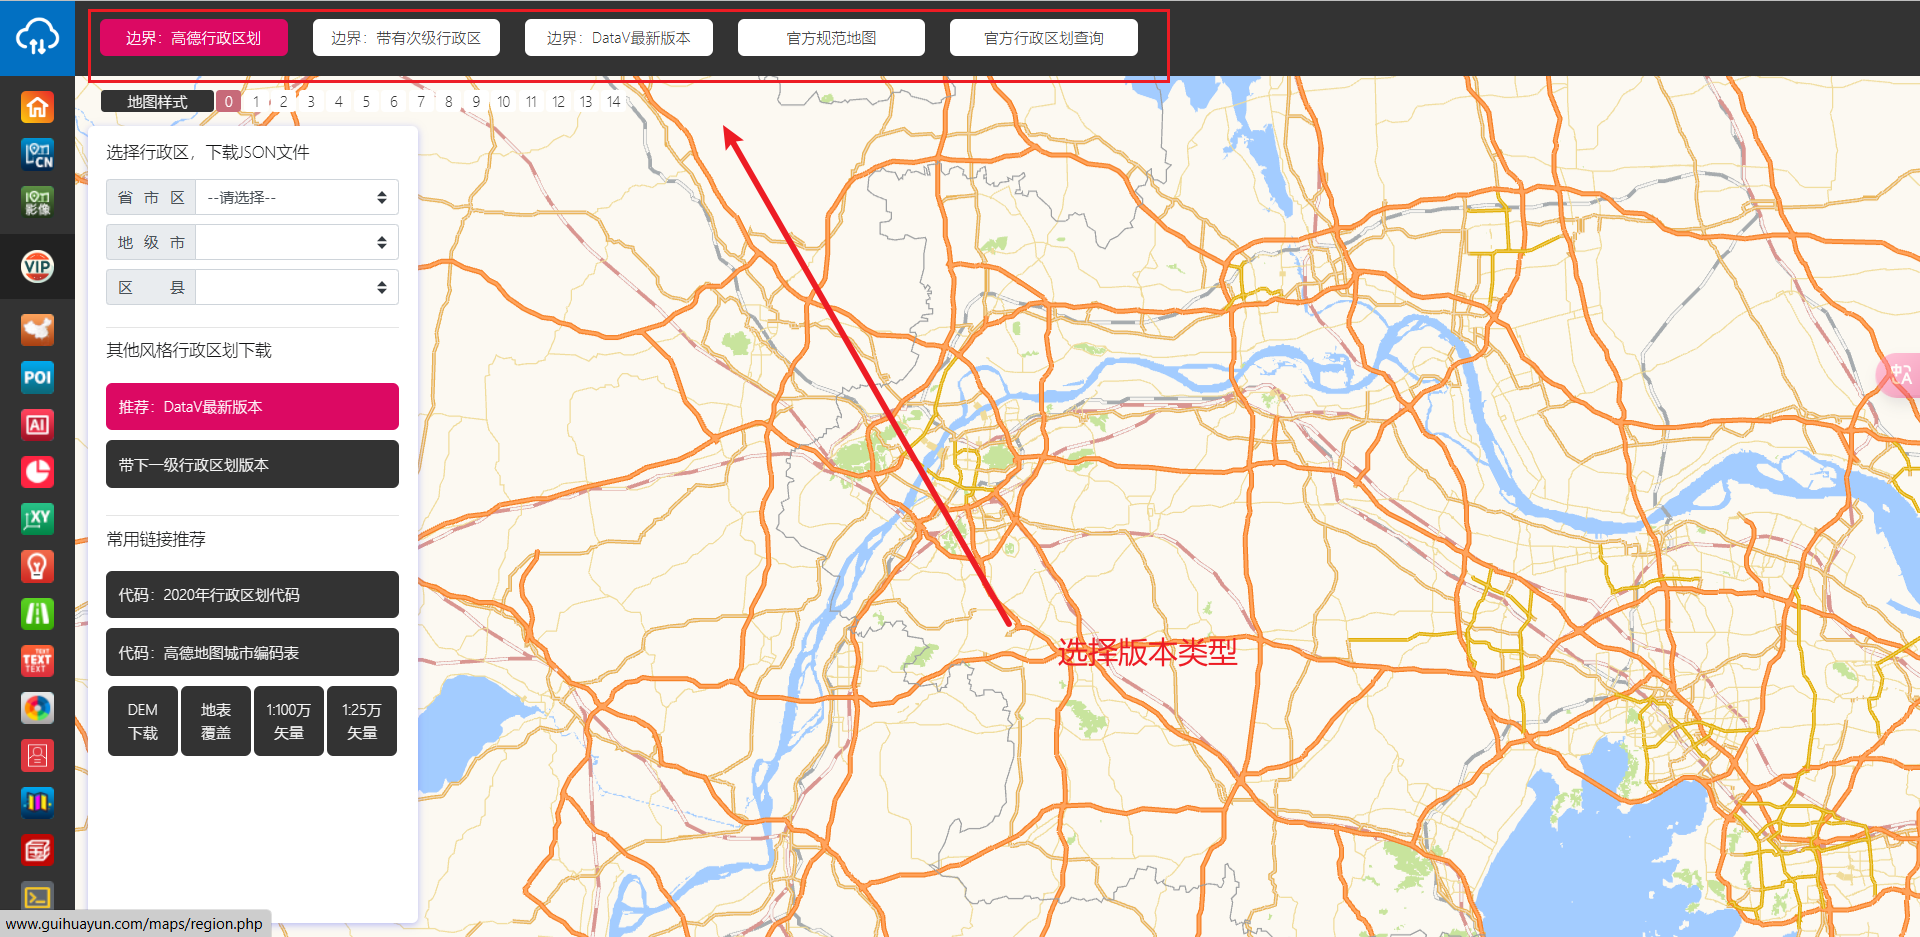 边界：高德行政区划
边界：带有次级行政区
边界：DataV最新版本
官方规范地图
官方行政区划查询
地图样式
0 1 2 3 4 5 6 7 8 9 10 11 12 13 14
CN
影像
VIP
POI
AI
XY
TEXT
TEXT
TEXT
选择行政区，下载JSON文件
省 市 区
--请选择--
地 级 市
区 县
其他风格行政区划下载
推荐：DataV最新版本
带下一级行政区划版本
常用链接推荐
代码：2020年行政区划代码
代码：高德地图城市编码表
DEM
下载
地表
覆盖
1:100万
矢量
1:25万
矢量
选择版本类型
www.guihuayun.com/maps/region.php